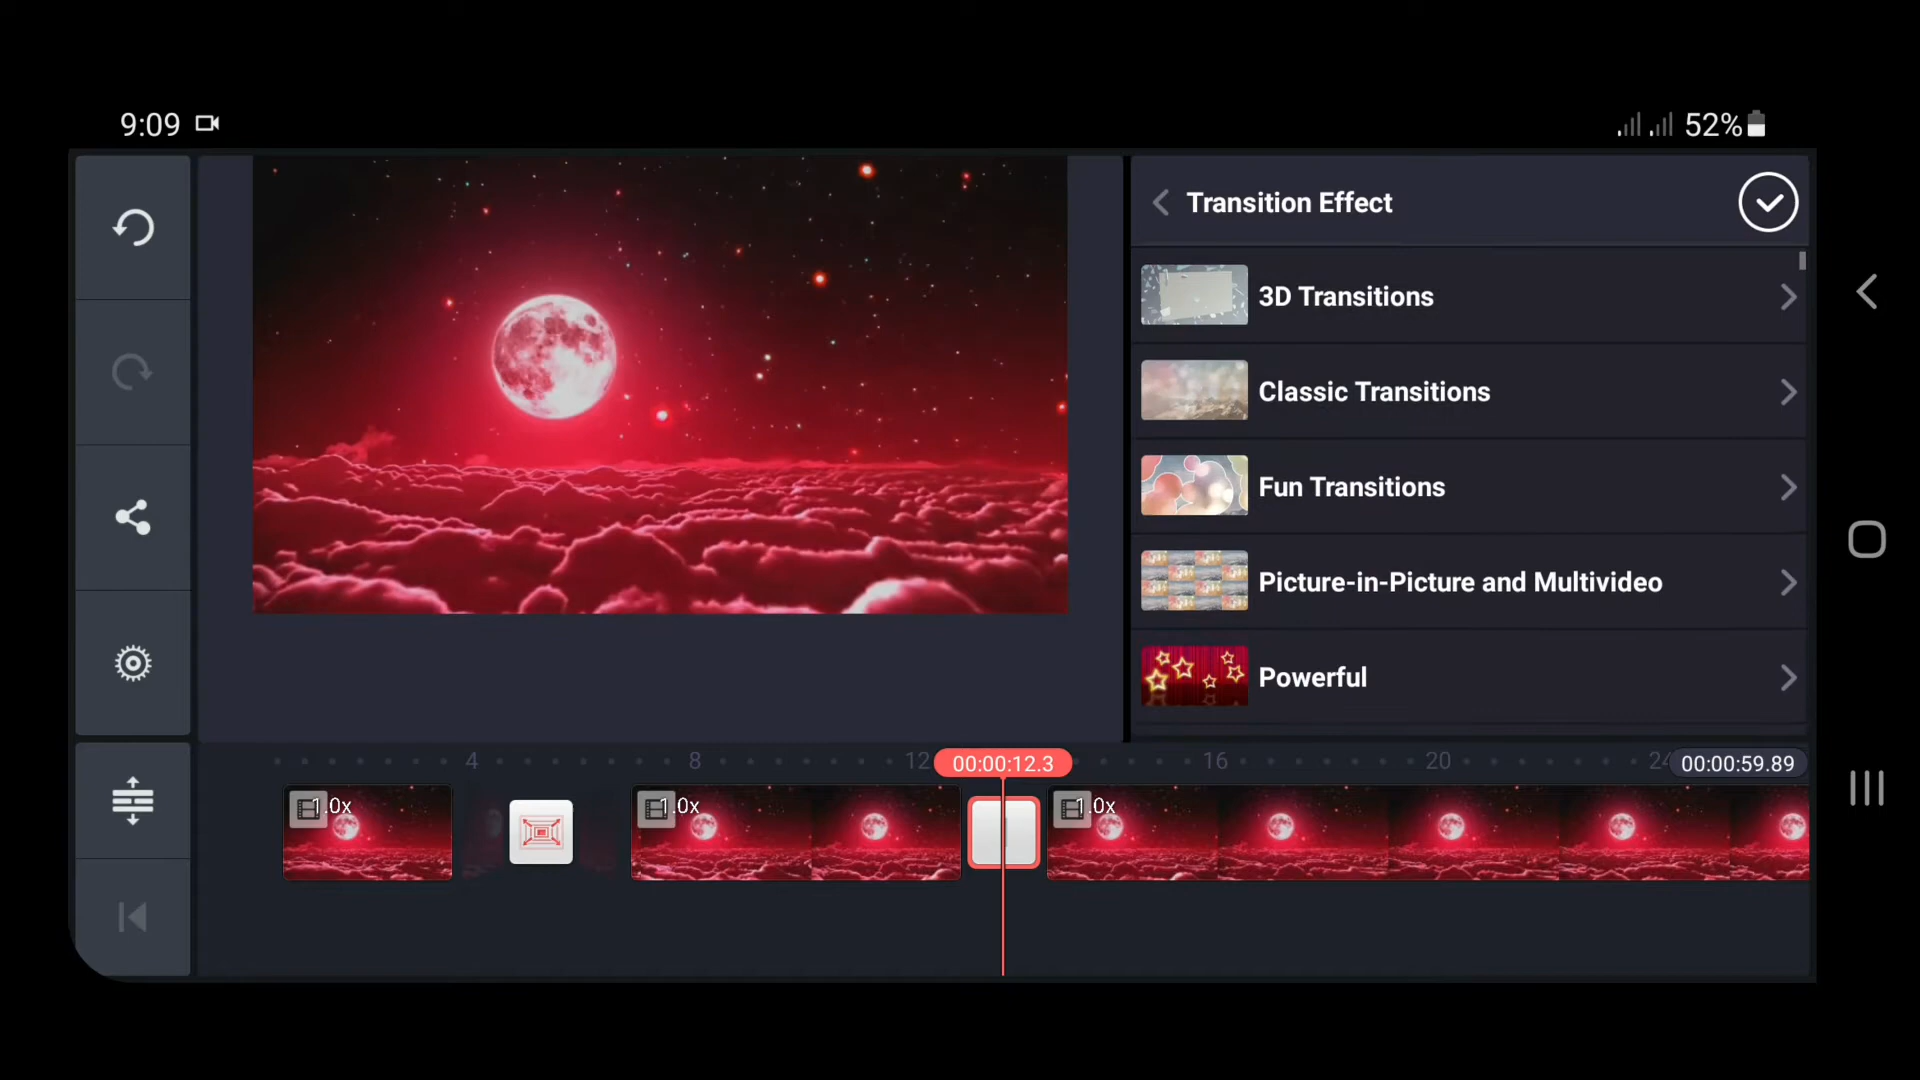 9:09
52%
Transition Effect
3D Transitions
Classic Transitions
Fun Transitions
Picture-in-Picture and Multivideo
Powerful
4 8 12 00:00:12.3 16 20 24 00:00:59.89
1.0x 1.0x 1.0x